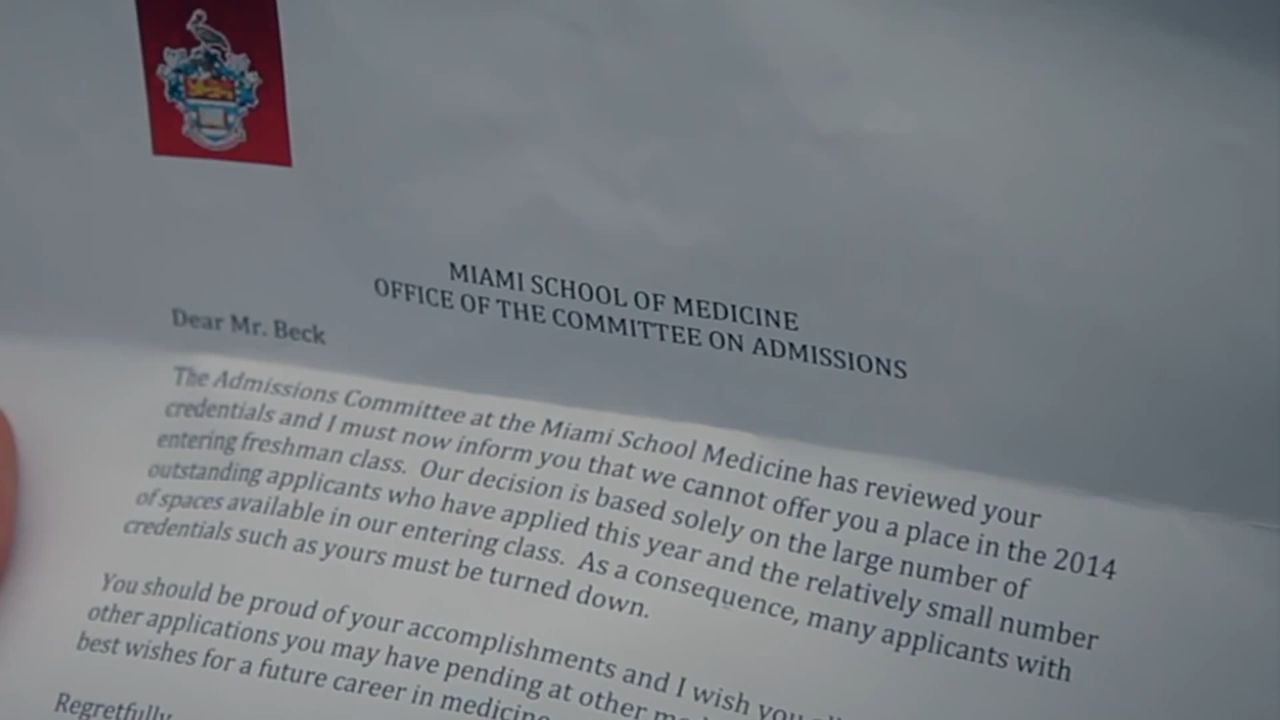 MIAMI SCHOOL OF MEDICINE
OFFICE OF THE COMMITTEE ON ADMISSIONS
Dear Mr. Beck
The Admissions Committee at the Miami School Medicine has reviewed your
credentials and I must now inform you that we cannot offer you a place in the 2014
entering freshman class. Our decision is based solely on the large number of
outstanding applicants who have applied this year and the relatively small number
of spaces available in our entering class. As a consequence, many applicants with
credentials such as yours must be turned down.
You should be proud of your accomplishments and I wish you
other applications you may have pending at other
best wishes for a future career in medicine
Regretfully